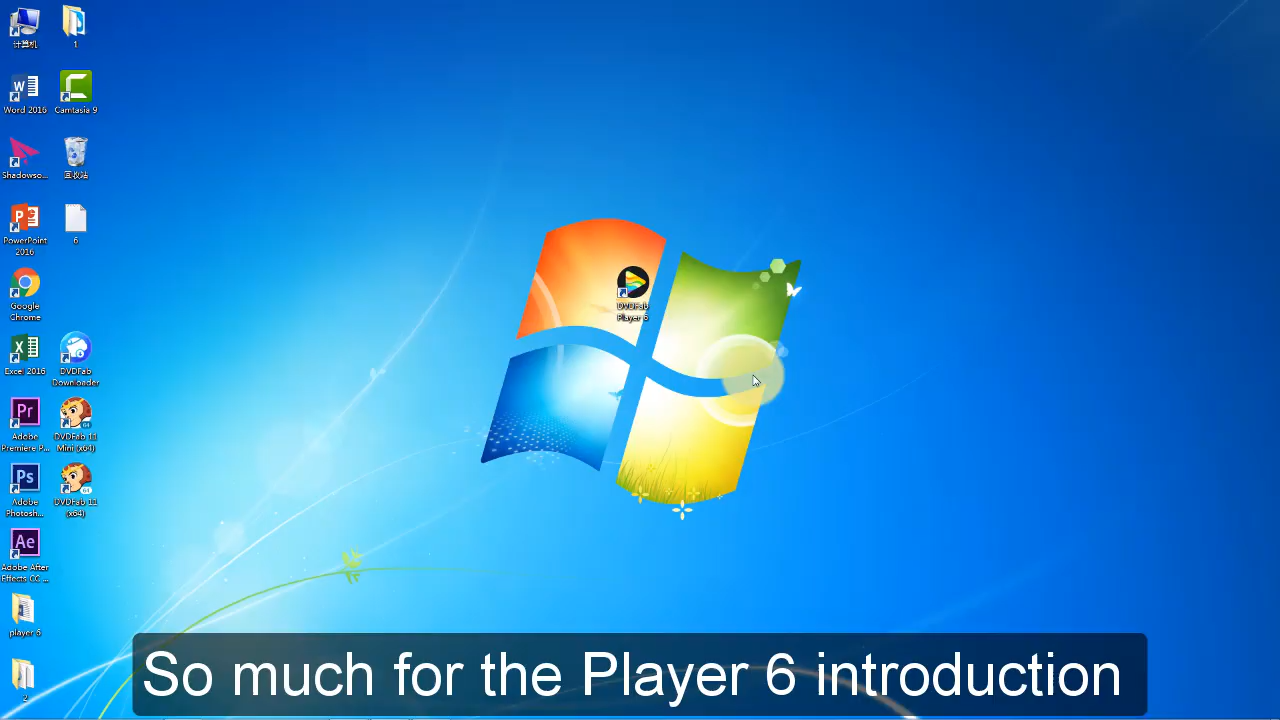 计算机
1
Word 2016
Camtasia 9
Shadowso...
回收站
PowerPoint
2016
6
Google
Chrome
Excel 2016
DVDFab
Downloader
Adobe
Premiere P...
DVDFab 11
Mini (x64)
Adobe
Photosh...
DVDFab 11
(x64)
Adobe After
Effects CC ...
player 6
2
DVDFab
Player 6
So much for the Player 6 introduction